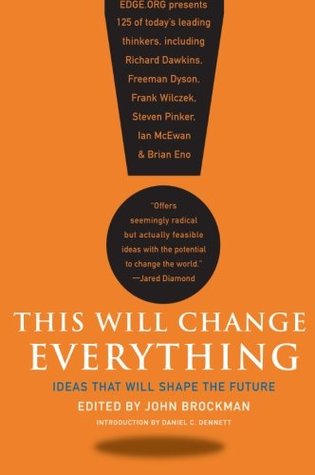 EDGE.ORG presents
125 of today's leading
thinkers, including
Richard Dawkins,
Freeman Dyson,
Frank Wilczek,
Steven Pinker,
Ian McEwan
& Brian Eno
"Offers
seemingly radical
but actually feasible
ideas with the potential
to change the world."
—Jared Diamond
THIS WILL CHANGE
EVERYTHING
IDEAS THAT WILL SHAPE THE FUTURE
EDITED BY JOHN BROCKMAN
INTRODUCTION BY DANIEL C. DENNETT